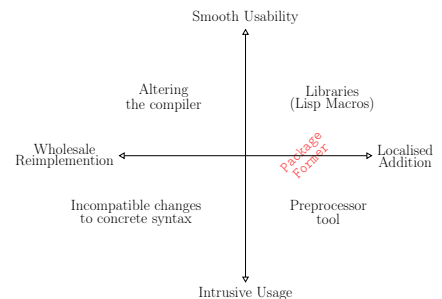 Smooth Usability
Altering
the compiler
Libraries
(Lisp Macros)
Wholesale
Reimplemention
Package
Former
Localised
Addition
Incompatible changes
to concrete syntax
Preprocessor
tool
Intrusive Usage